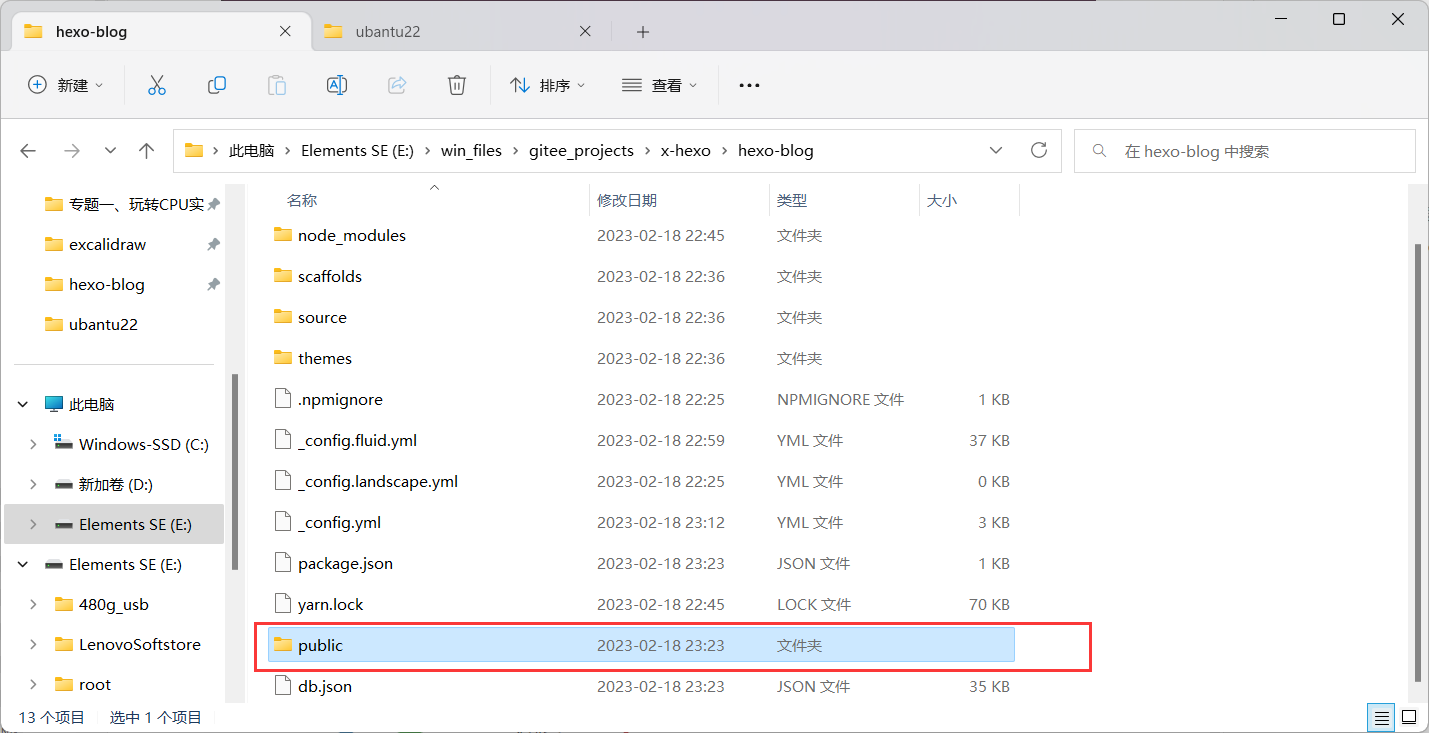 hexo-blog
ubantu22
新建
排序
查看
此电脑 Elements SE (E:) win_files gitee_projects x-hexo hexo-blog
在 hexo-blog 中搜索
专题一、玩转CPU实
excalidraw
hexo-blog
ubantu22
此电脑
Windows-SSD (C:)
新加卷 (D:)
Elements SE (E:)
Elements SE (E:)
480g_usb
LenovoSoftstore
root
名称 修改日期 类型 大小
node_modules 2023-02-18 22:45 文件夹
scaffolds 2023-02-18 22:36 文件夹
source 2023-02-18 22:36 文件夹
themes 2023-02-18 22:36 文件夹
.npmignore 2023-02-18 22:25 NPMIGNORE 文件 1 KB
_config.fluid.yml 2023-02-18 22:59 YML 文件 37 KB
_config.landscape.yml 2023-02-18 22:25 YML 文件 0 KB
_config.yml 2023-02-18 23:12 YML 文件 3 KB
package.json 2023-02-18 23:23 JSON 文件 1 KB
yarn.lock 2023-02-18 22:45 LOCK 文件 70 KB
public 2023-02-18 23:23 文件夹
db.json 2023-02-18 23:23 JSON 文件 35 KB
13 个项目 选中 1 个项目